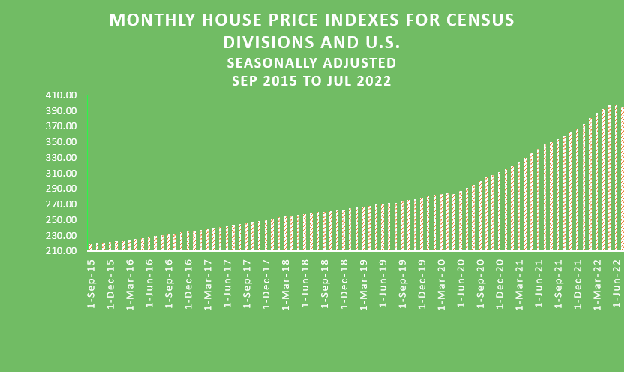 MONTHLY HOUSE PRICE INDEXES FOR CENSUS
DIVISIONS AND U.S.
SEASONALLY ADJUSTED
SEP 2015 TO JUL 2022
410.00
390.00
370.00
350.00
330.00
310.00
290.00
270.00
250.00
230.00
210.00
1-Sep-15
1-Dec-15
1-Mar-16
1-Jun-16
1-Sep-16
1-Dec-16
1-Mar-17
1-Jun-17
1-Sep-17
1-Dec-17
1-Mar-18
1-Jun-18
1-Sep-18
1-Dec-18
1-Mar-19
1-Jun-19
1-Sep-19
1-Dec-19
1-Mar-20
1-Jun-20
1-Sep-20
1-Dec-20
1-Mar-21
1-Jun-21
1-Sep-21
1-Dec-21
1-Mar-22
1-Jun-22